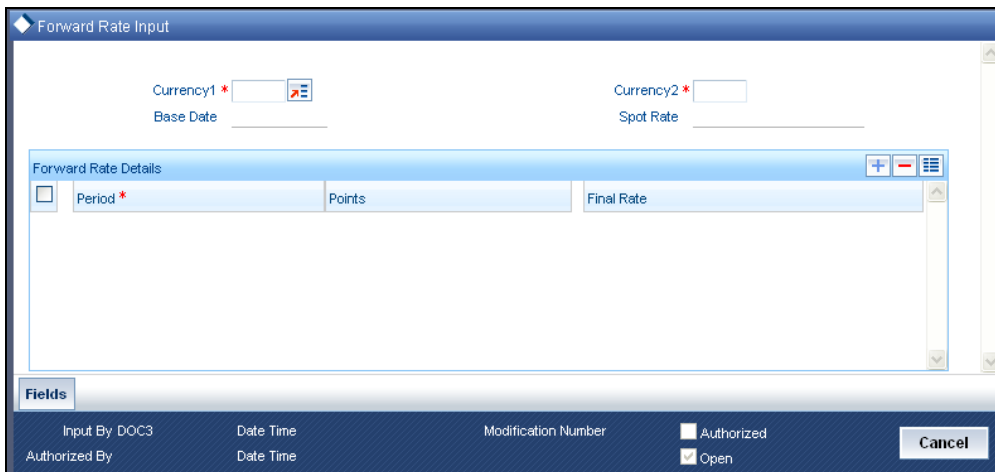 Forward Rate Input
Currency1 * Currency2 *
Base Date Spot Rate
Forward Rate Details
Period * Points Final Rate
Fields
Input By DOC3 Date Time Modification Number Authorized
Authorized By Date Time Open
Cancel